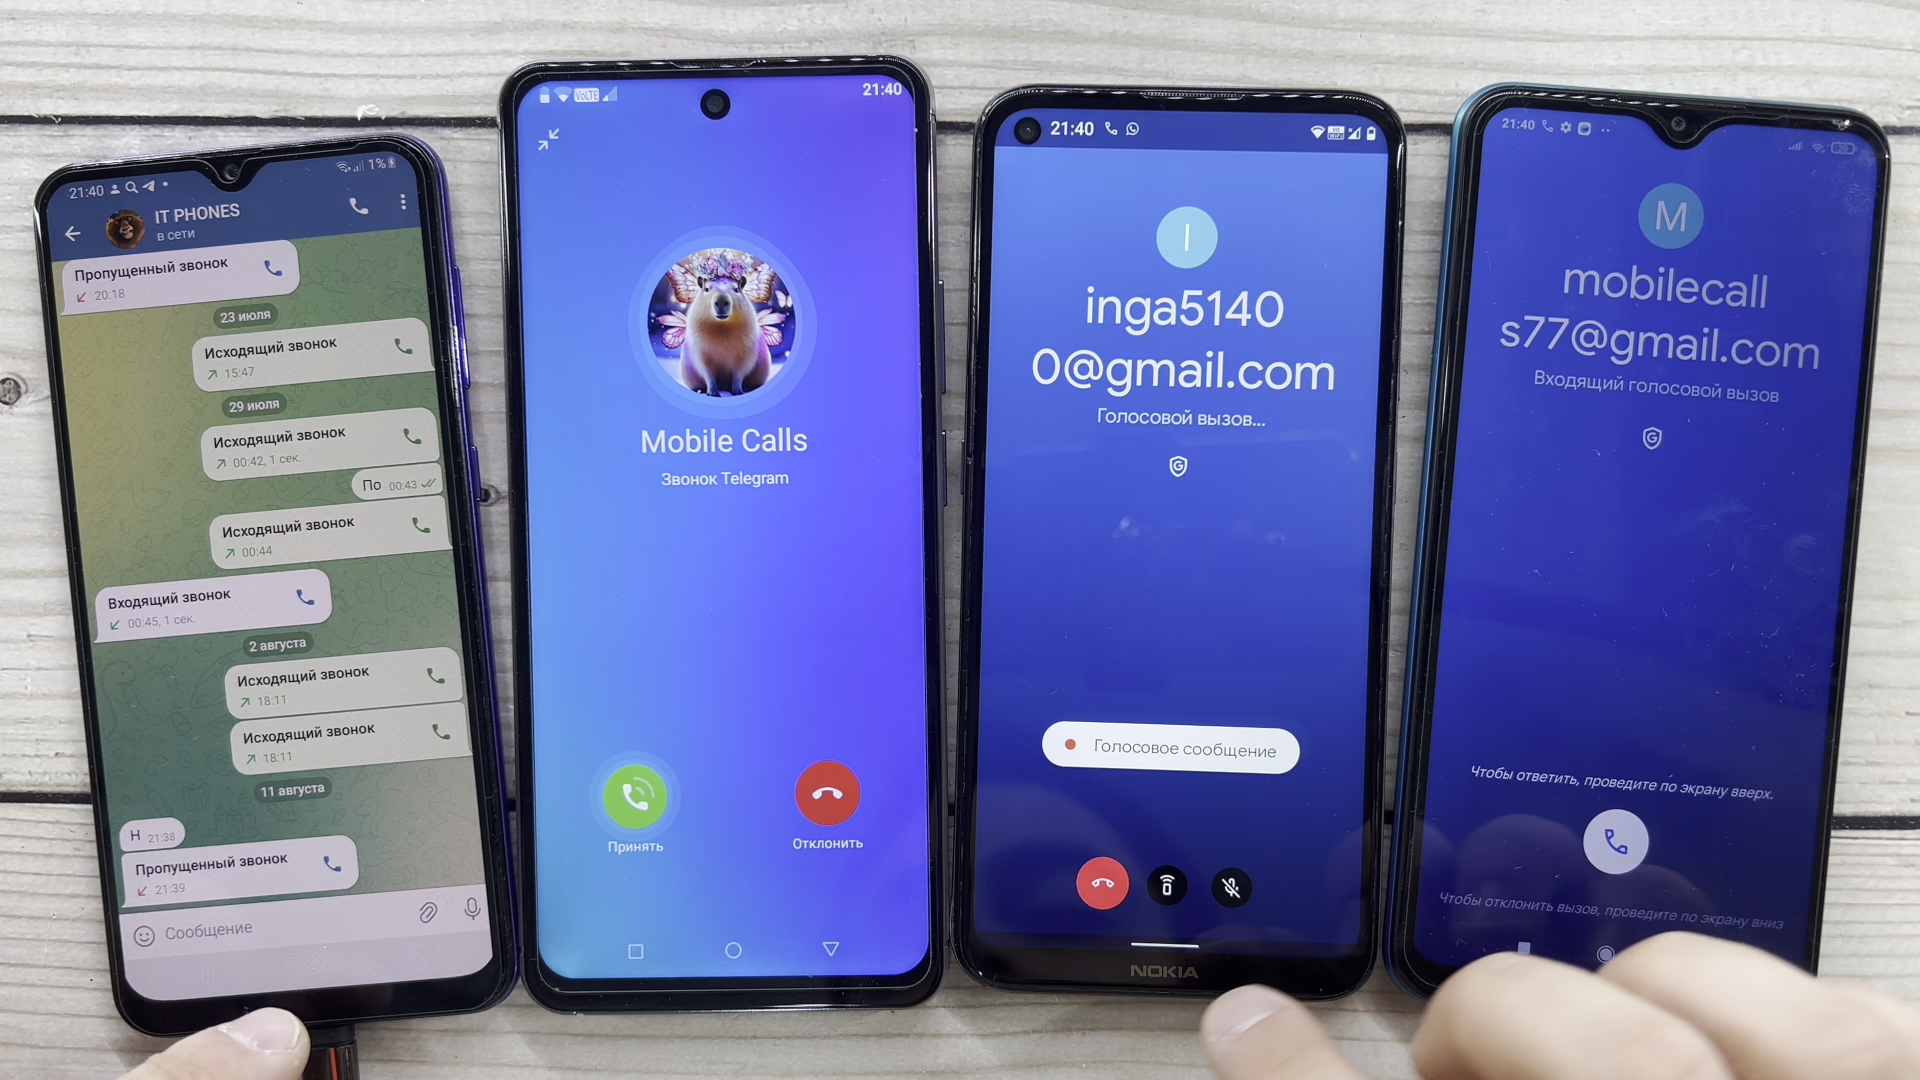 21:40
1%
IT PHONES
в сети
Пропущенный звонок
20:18
23 июля
Исходящий звонок
15:47
29 июля
Исходящий звонок
00:42, 1 сек.
По 00:43
Исходящий звонок
00:44
Входящий звонок
00:45, 1 сек.
2 августа
Исходящий звонок
18:11
Исходящий звонок
18:11
11 августа
Н 21:38
Пропущенный звонок
21:39
Сообщение
VoLTE
21:40
Mobile Calls
Звонок Telegram
Принять
Отклонить
21:40
I
inga5140
0@gmail.com
Голосовой вызов...
G
Голосовое сообщение
NOKIA
21:40
M
mobilecall
s77@gmail.com
Входящий голосовой вызов
G
Чтобы ответить, проведите по экрану вверх.
Чтобы отклонить вызов, проведите по экрану вниз